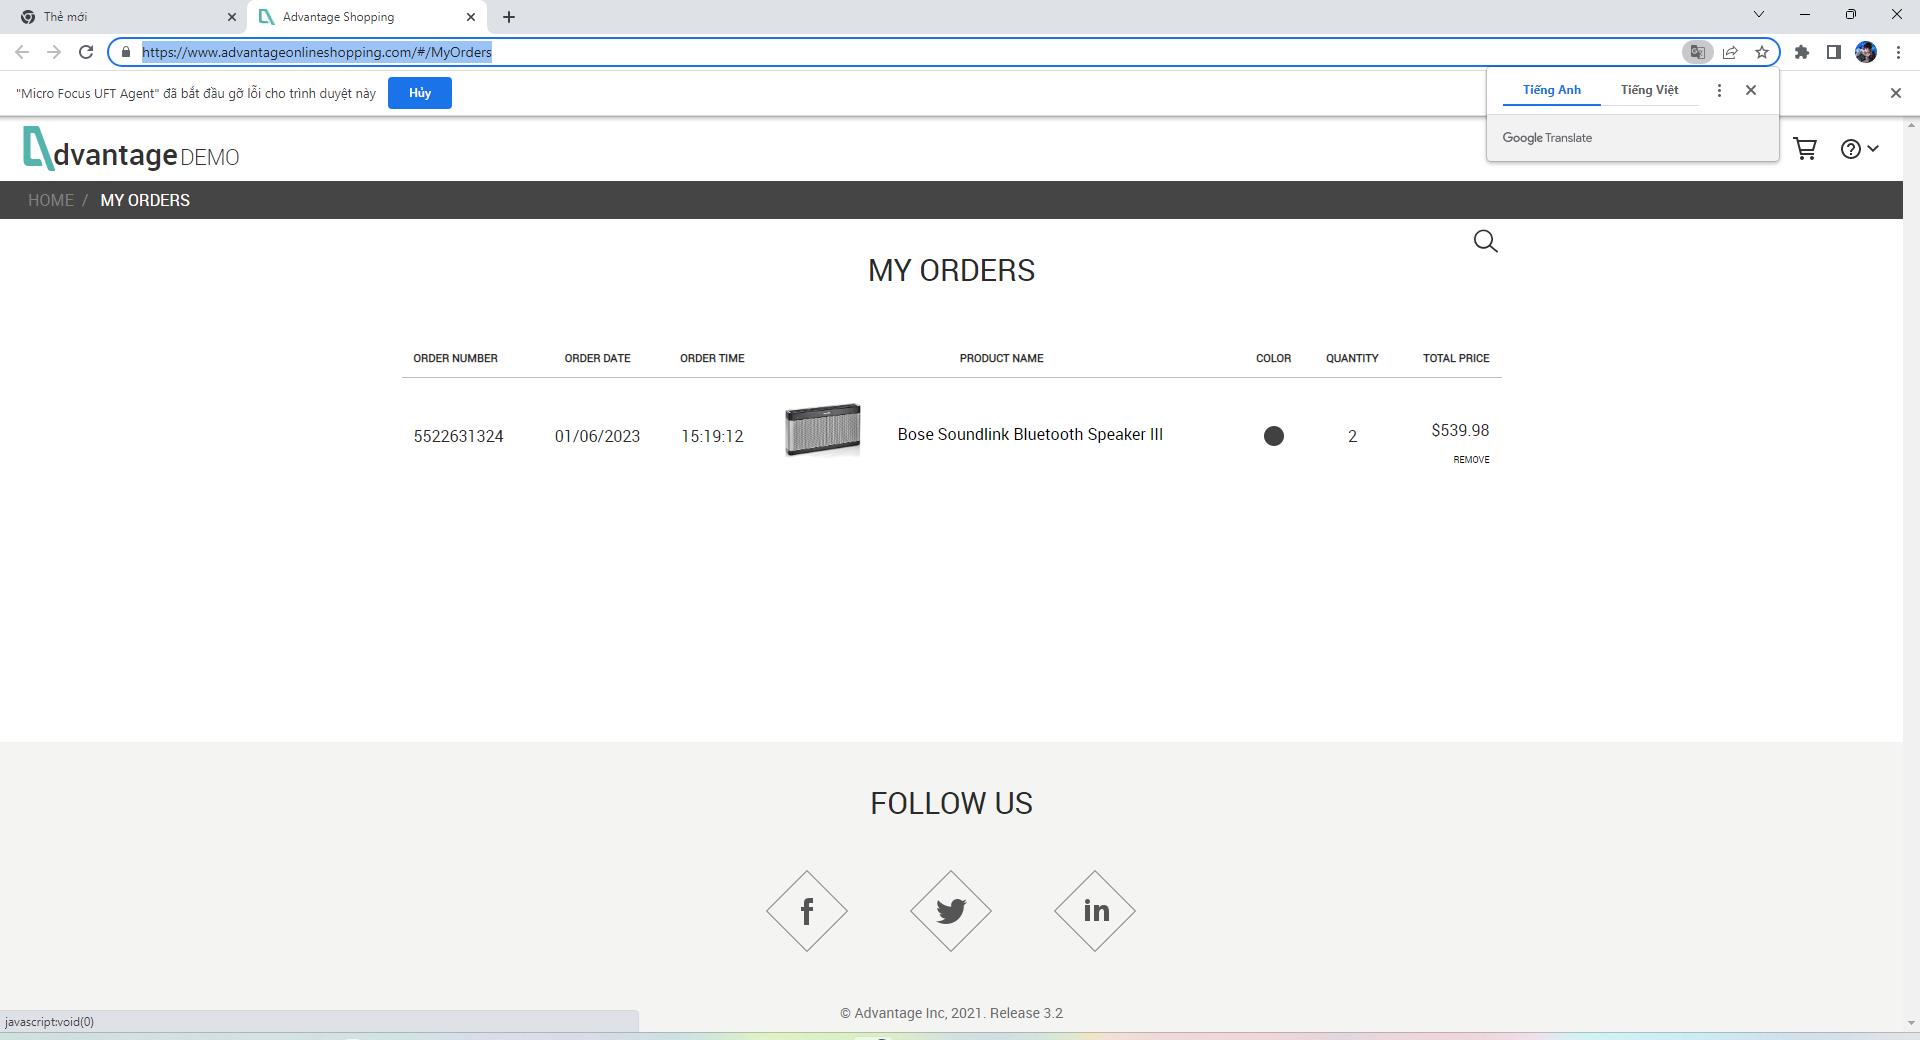 Thẻ mới
Advantage Shopping
https://www.advantageonlineshopping.com/#/MyOrders
"Micro Focus UFT Agent" đã bắt đầu gỡ lỗi cho trình duyệt này
Hủy
Tiếng Anh
Tiếng Việt
Google Translate
dvantage DEMO
HOME / MY ORDERS
MY ORDERS
ORDER NUMBER ORDER DATE ORDER TIME PRODUCT NAME COLOR QUANTITY TOTAL PRICE
5522631324 01/06/2023 15:19:12 Bose Soundlink Bluetooth Speaker III 2 $539.98
REMOVE
FOLLOW US
f
in
© Advantage Inc, 2021. Release 3.2
javascript:void(0)